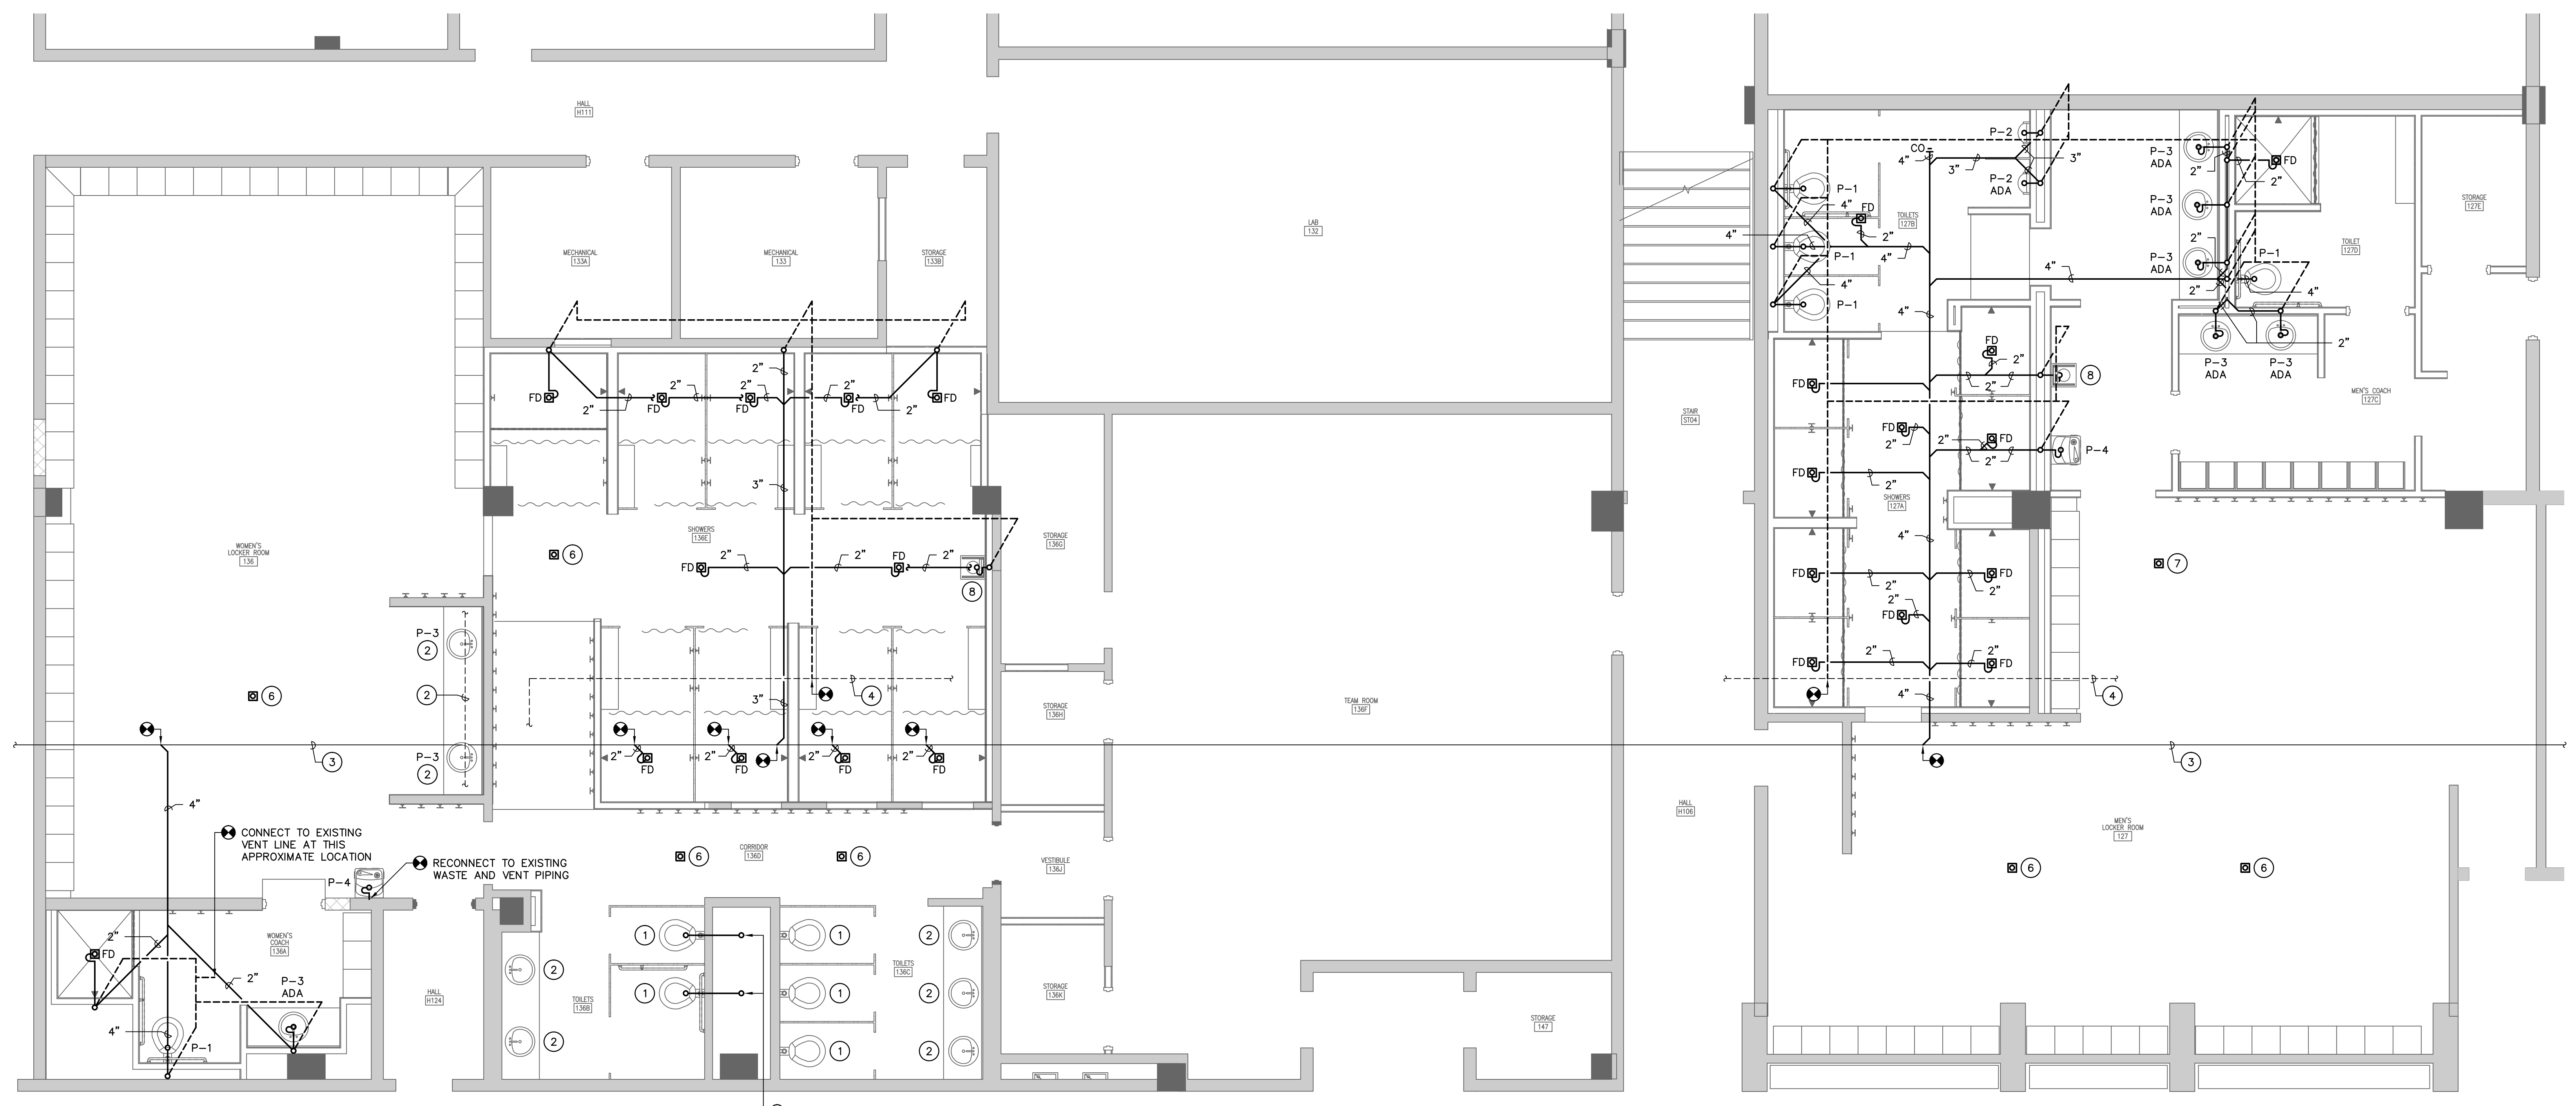 HALL
H111
MECHANICAL
133A
MECHANICAL
133
STORAGE
133B
LAB
132
STAIR
ST04
CO
4"
3"
3"
P-2
P-2
ADA
P-1
4"
FD
TOILETS
127B
4"
2"
4"
P-1
4"
P-1
P-3
ADA
2"
FD
2"
P-3
ADA
2"
P-3
ADA
4"
P-1
2"
4"
TOILET
127D
STORAGE
127E
4"
2"
P-3
ADA
P-3
ADA
MEN'S COACH
127C
FD
2"
2"
8
FD
FD
2"
2"
FD
2"
P-4
FD
2"
SHOWERS
127A
4"
FD
2"
FD
2"
2"
FD
FD
2"
2"
FD
4"
4
7
3
2"
FD
2"
2"
FD
2"
FD
2"
FD
2"
FD
3"
WOMEN'S
LOCKER ROOM
136
SHOWERS
136E
6
2"
FD
2"
FD
2"
8
STORAGE
136G
P-3
2
2
6
P-3
2
3
3"
4
STORAGE
136H
TEAM ROOM
136F
2"
FD
2"
FD
2"
FD
2"
FD
HALL
H106
MEN'S
LOCKER ROOM
127
6
6
4"
CONNECT TO EXISTING
VENT LINE AT THIS
APPROXIMATE LOCATION
RECONNECT TO EXISTING
WASTE AND VENT PIPING
P-4
6
CORRIDOR
136D
6
VESTIBULE
136J
WOMEN'S
COACH
136A
2"
FD
2"
P-3
ADA
4"
P-1
HALL
H124
2
2
TOILETS
136B
1
1
1
1
1
TOILETS
136C
2
2
2
STORAGE
136K
STORAGE
147